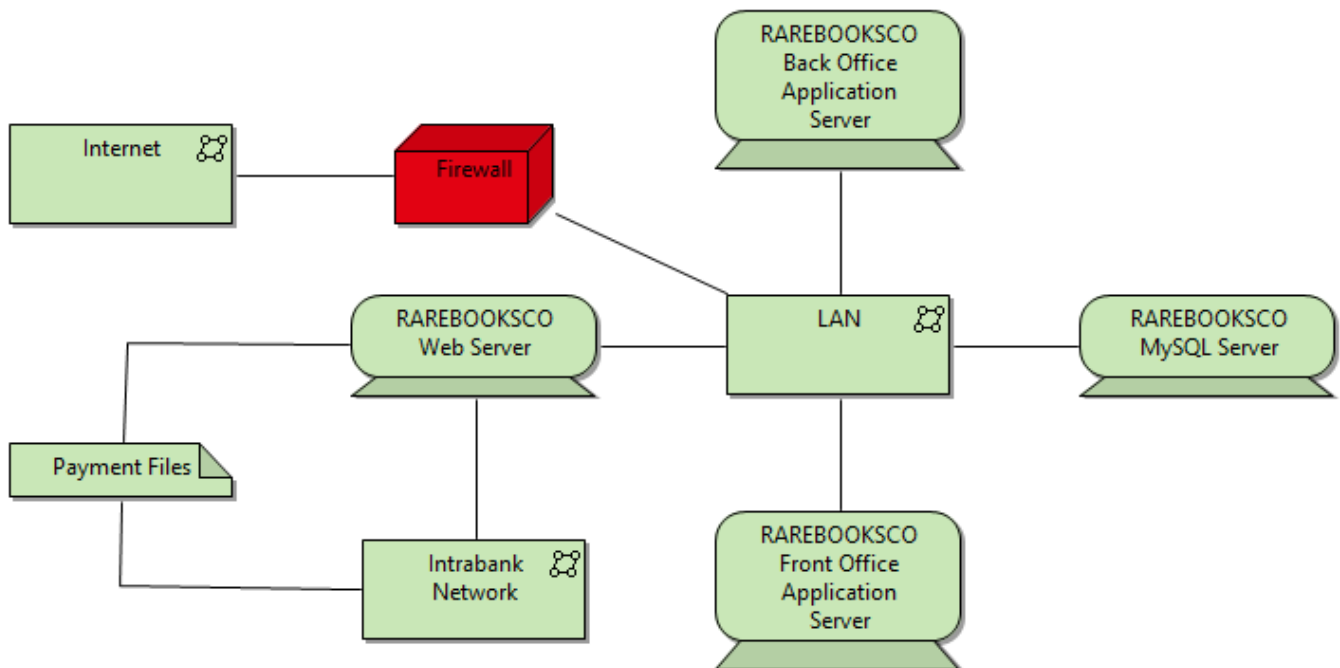 RAREBOOKSCO
Back Office
Application
Server
Internet
Firewall
RAREBOOKSCO
Web Server
LAN
RAREBOOKSCO
MySQL Server
Payment Files
Intrabank
Network
RAREBOOKSCO
Front Office
Application
Server